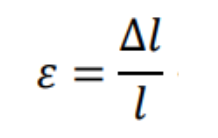 ε = Δl / l